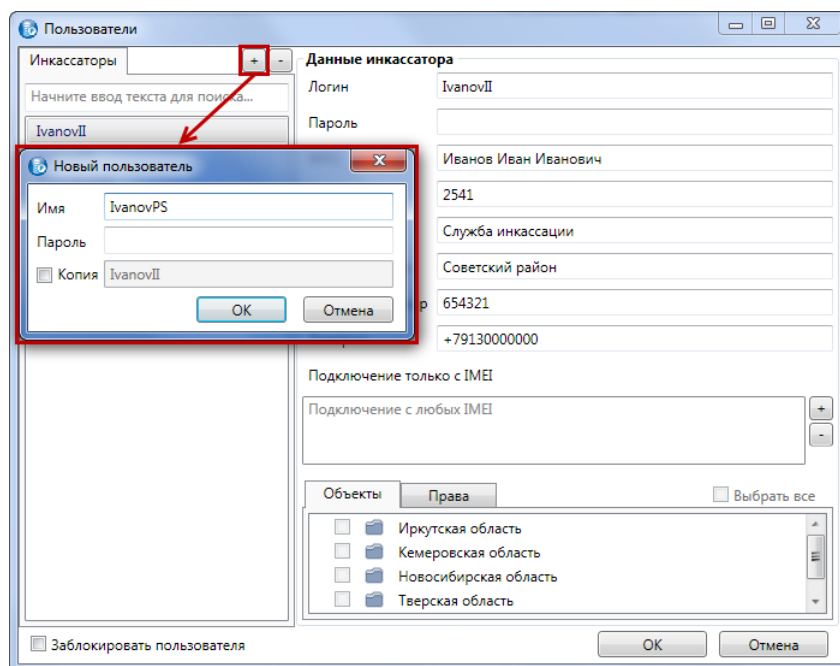 Пользователи
Инкассаторы + -
Начните ввод текста для поиска...
IvanovII
Новый пользователь
Имя IvanovPS
Пароль
Копия IvanovII
OK Отмена
Данные инкассатора
Логин IvanovII
Пароль
Иванов Иван Иванович
2541
Служба инкассации
Советский район
р 654321
+79130000000
Подключение только с IMEI
Подключение с любых IMEI
+
-
Объекты Права Выбрать все
Иркутская область
Кемеровская область
Новосибирская область
Тверская область
Заблокировать пользователя OK Отмена